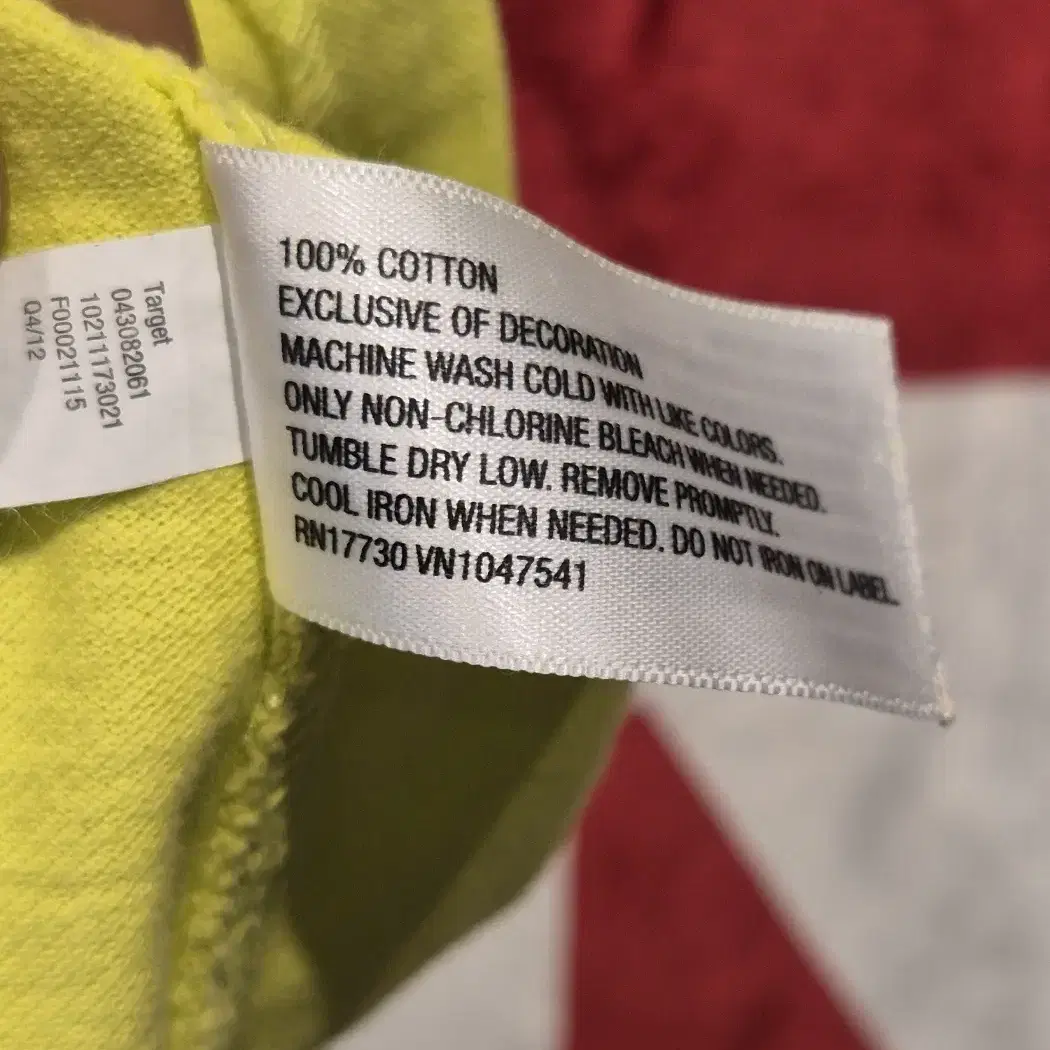 Target
043082061
10211173021
F00021115
Q4/12
100% COTTON
EXCLUSIVE OF DECORATION
MACHINE WASH COLD WITH LIKE COLORS.
ONLY NON-CHLORINE BLEACH WHEN NEEDED.
TUMBLE DRY LOW. REMOVE PROMPTLY.
COOL IRON WHEN NEEDED. DO NOT IRON ON LABEL.
RN17730 VN1047541